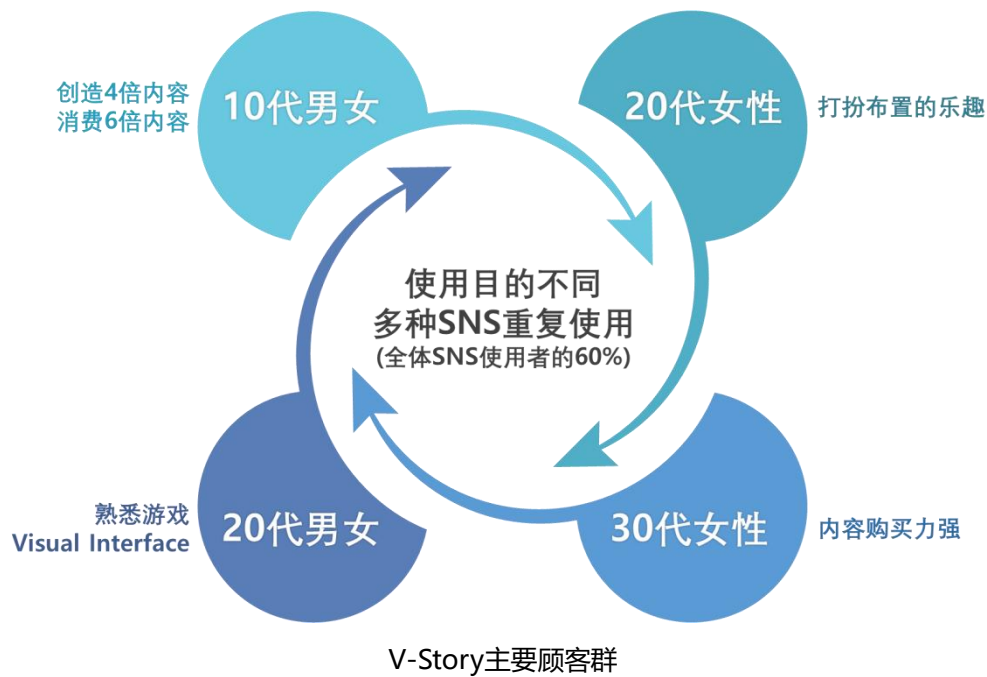 创造4倍内容
消费6倍内容
10代男女
20代女性
打扮布置的乐趣
使用目的不同
多种SNS重复使用
(全体SNS使用者的60%)
熟悉游戏
Visual Interface
20代男女
30代女性
内容购买力强
V-Story主要顾客群